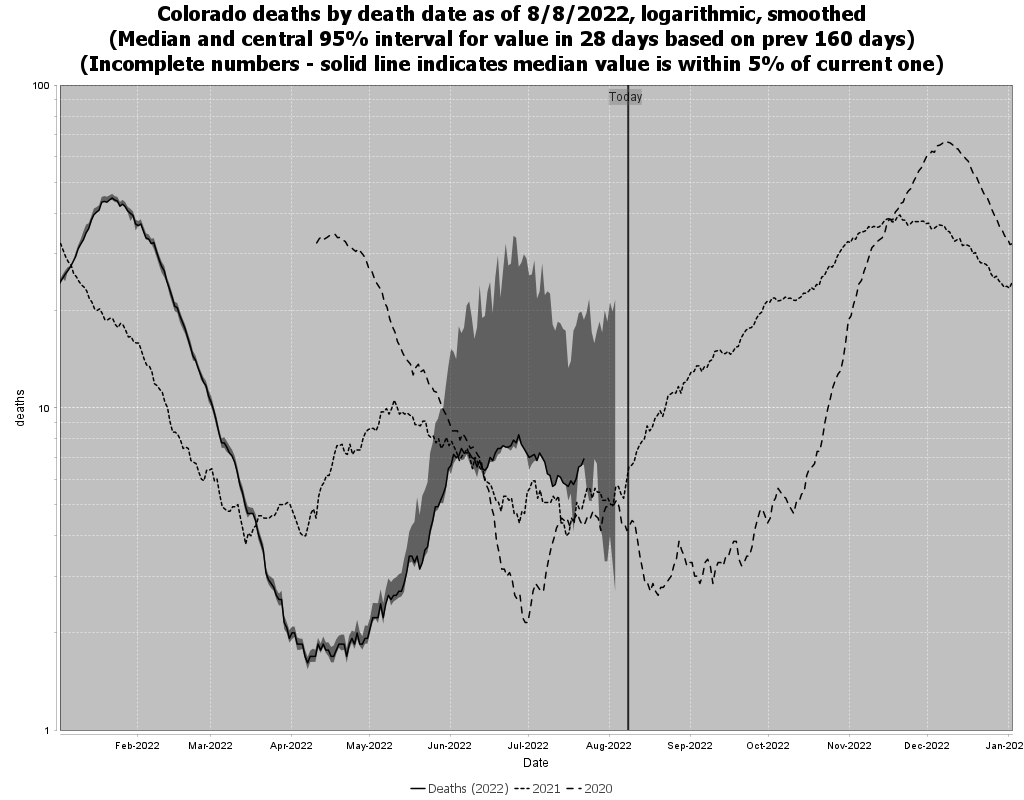 Colorado deaths by death date as of 8/8/2022, logarithmic, smoothed
(Median and central 95% interval for value in 28 days based on prev 160 days)
(Incomplete numbers - solid line indicates median value is within 5% of current one)
Today
100
10
1
deaths
Feb-2022 Mar-2022 Apr-2022 May-2022 Jun-2022 Jul-2022 Aug-2022 Sep-2022 Oct-2022 Nov-2022 Dec-2022 Jan-202
Date
Deaths (2022) 2021 2020